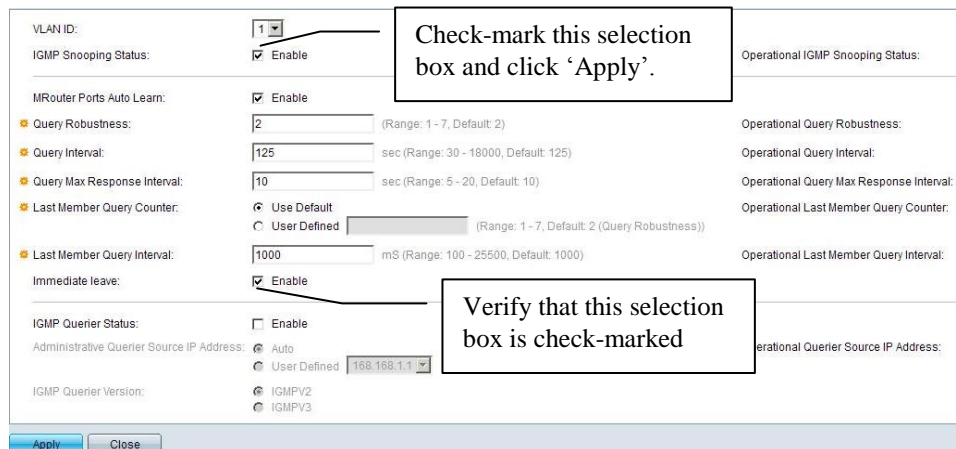 VLAN ID: 1
Check-mark this selection
box and click ‘Apply’.
IGMP Snooping Status: Enable Operational IGMP Snooping Status:
MRouter Ports Auto Learn: Enable
Query Robustness: 2 (Range: 1 - 7, Default: 2) Operational Query Robustness:
Query Interval: 125 sec (Range: 30 - 18000, Default: 125) Operational Query Interval:
Query Max Response Interval: 10 sec (Range: 5 - 20, Default: 10) Operational Query Max Response Interval:
Last Member Query Counter: Use Default Operational Last Member Query Counter:
User Defined (Range: 1 - 7, Default: 2 (Query Robustness))
Last Member Query Interval: 1000 mS (Range: 100 - 25500, Default: 1000) Operational Last Member Query Interval:
Immediate leave: Enable
Verify that this selection
box is check-marked
IGMP Querier Status: Enable
Administrative Querier Source IP Address: Auto erational Querier Source IP Address:
User Defined 168.168.1.1
IGMP Querier Version: IGMPV2
IGMPV3
Apply Close